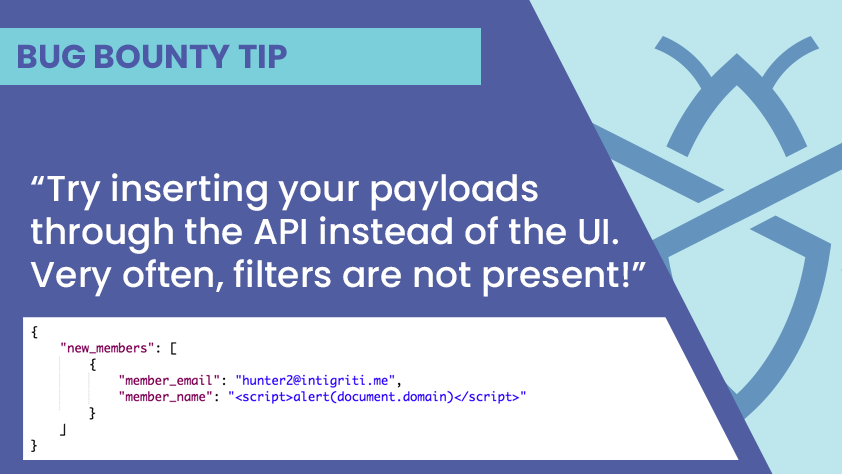 BUG BOUNTY TIP
“Try inserting your payloads
through the API instead of the UI.
Very often, filters are not present!”
{
"new_members": [
{
"member_email": "hunter2@intigriti.me",
"member_name": "<script>alert(document.domain)</script>"
}
]
}